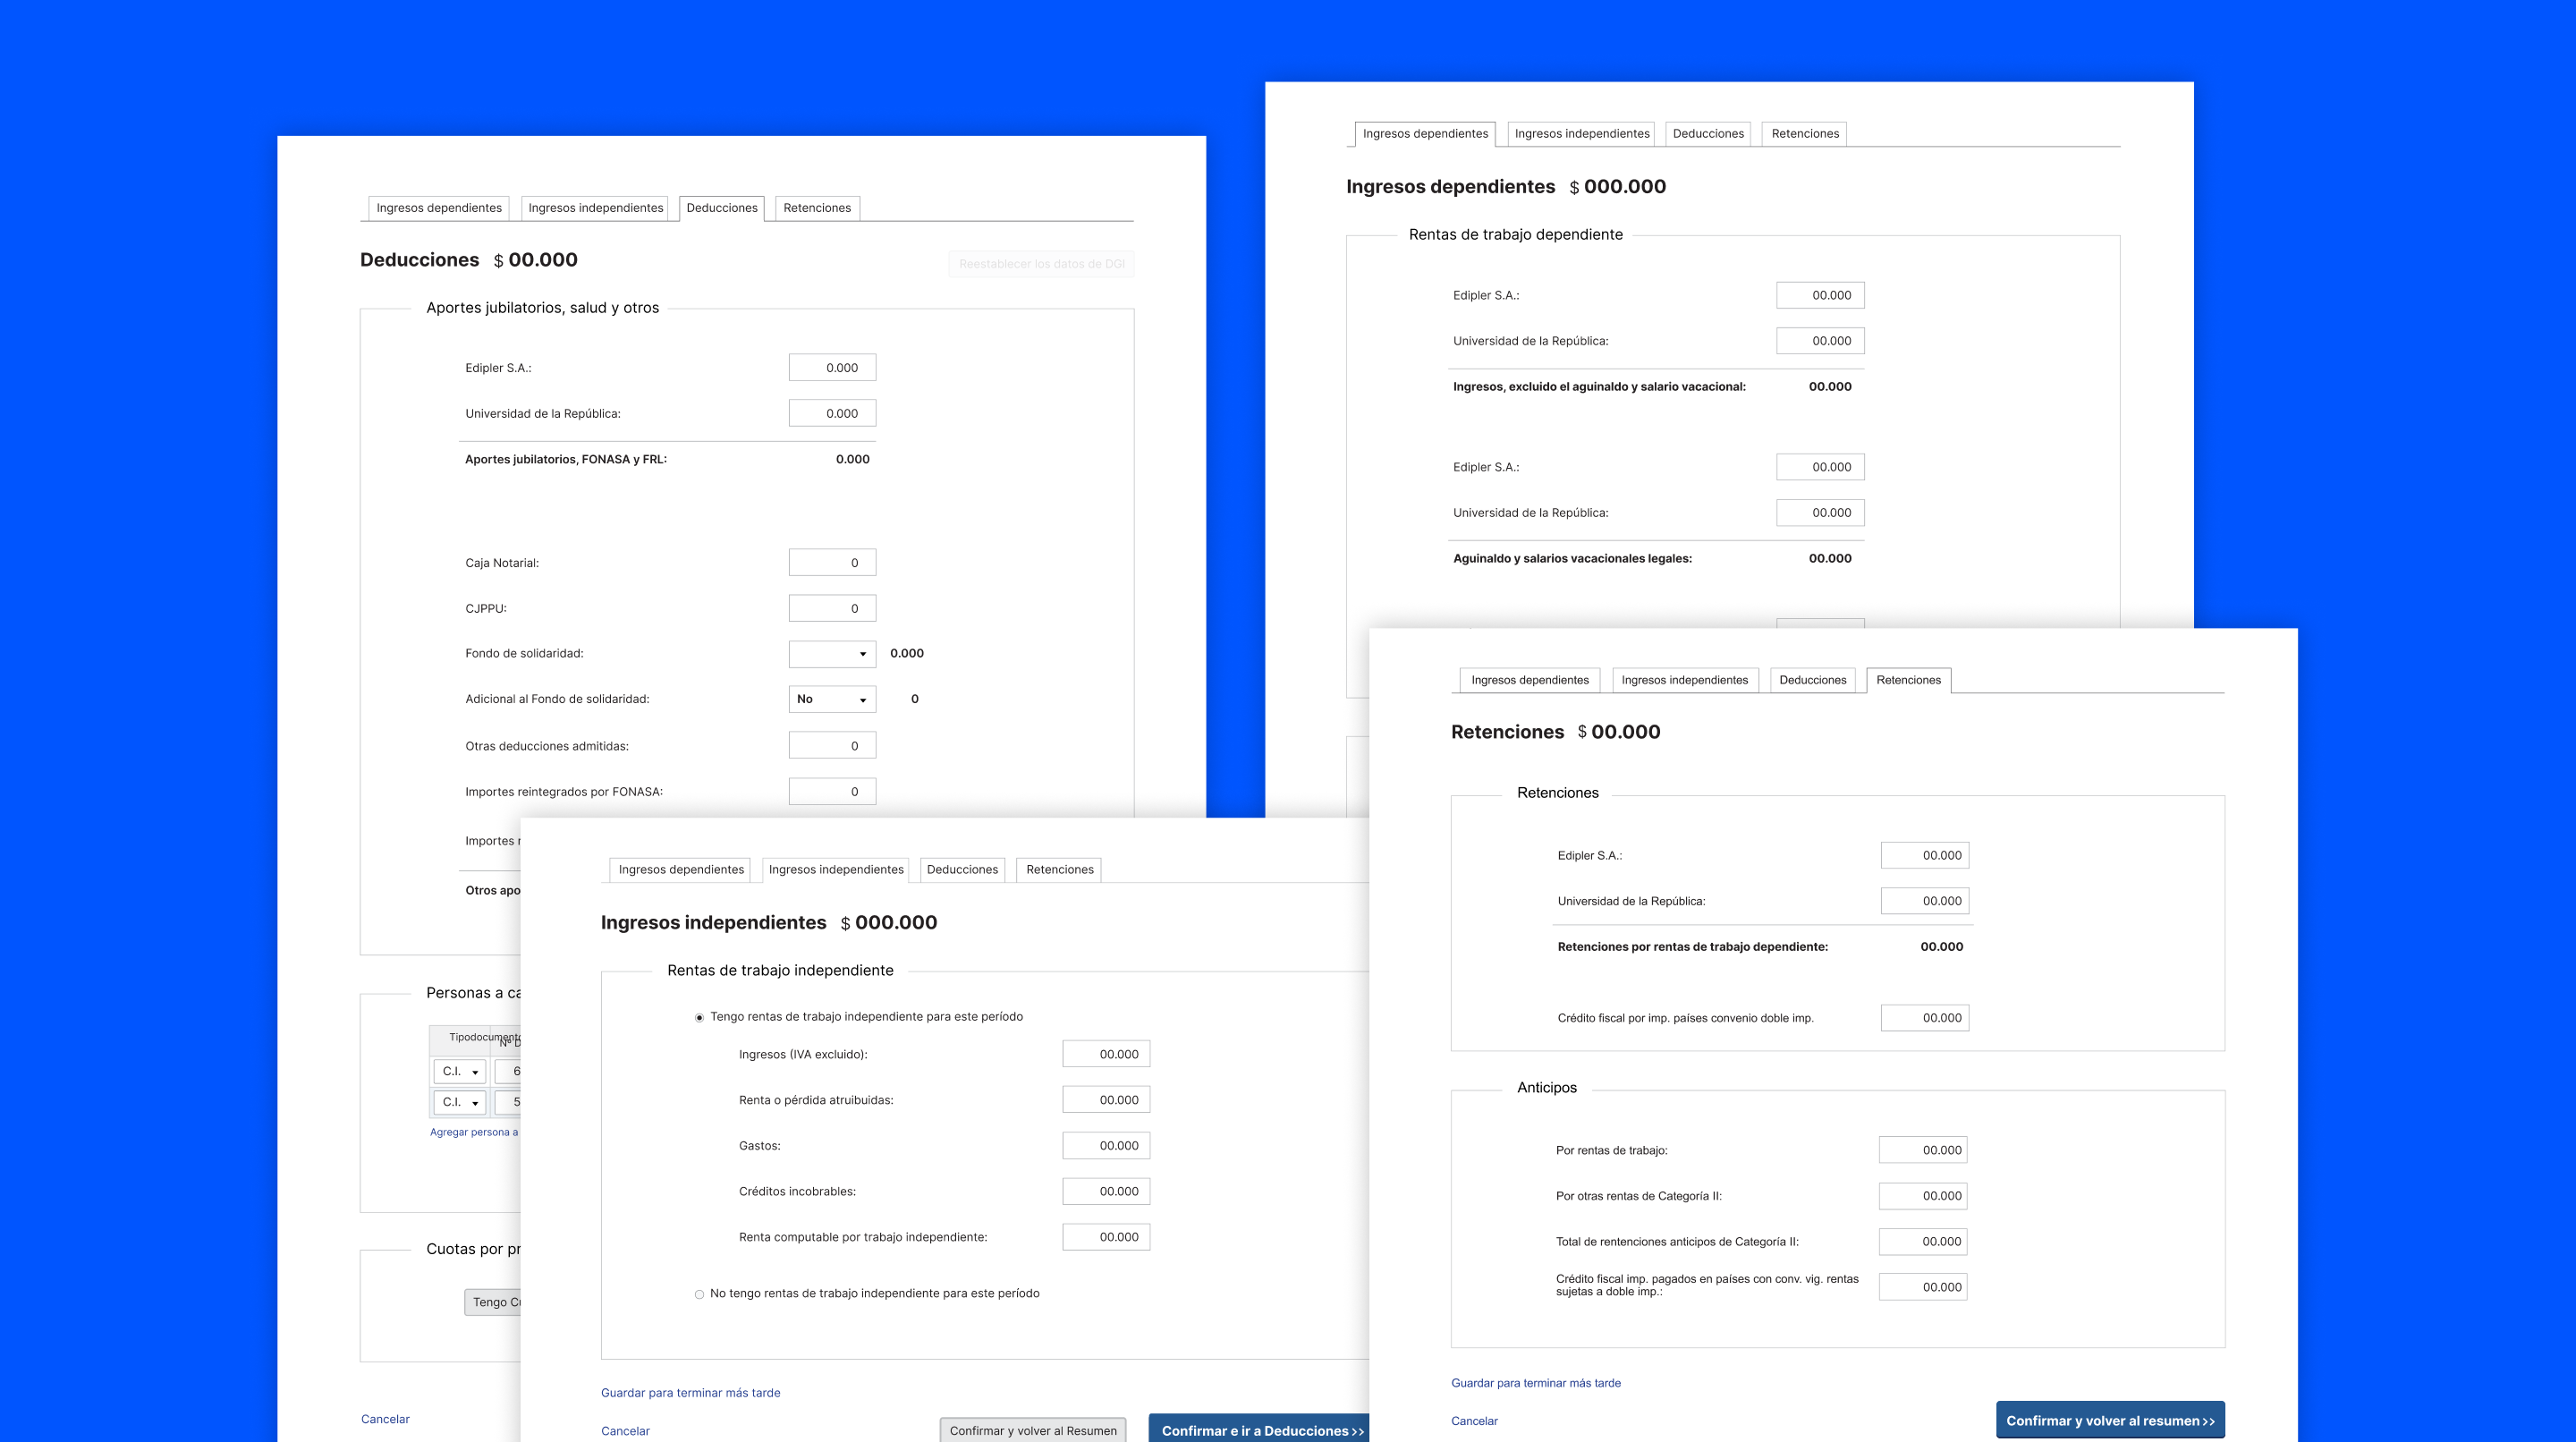 Ingresos dependientes Ingresos independientes Deducciones Retenciones
Deducciones $ 00.000
Reestablecer los datos de DGI
Aportes jubilatorios, salud y otros
Edipler S.A.: 0.000
Universidad de la República: 0.000
Aportes jubilatorios, FONASA y FRL: 0.000
Caja Notarial: 0
CJPPU: 0
Fondo de solidaridad: 0.000
Adicional al Fondo de solidaridad: No 0
Otras deducciones admitidas: 0
Importes reintegrados por FONASA: 0
Importes
Otros apo
Personas a ca
Tipodocumento Nº D
C.I. 6
C.I. 5
Agregar persona a
Cuotas por pr
Tengo Cu
Cancelar
Ingresos dependientes Ingresos independientes Deducciones Retenciones
Ingresos dependientes $ 000.000
Rentas de trabajo dependiente
Edipler S.A.: 00.000
Universidad de la República: 00.000
Ingresos, excluido el aguinaldo y salario vacacional: 00.000
Edipler S.A.: 00.000
Universidad de la República: 00.000
Aguinaldo y salarios vacacionales legales: 00.000
Ingresos dependientes Ingresos independientes Deducciones Retenciones
Ingresos independientes $ 000.000
Rentas de trabajo independiente
Tengo rentas de trabajo independiente para este período
Ingresos (IVA excluido): 00.000
Renta o pérdida atruibuidas: 00.000
Gastos: 00.000
Créditos incobrables: 00.000
Renta computable por trabajo independiente: 00.000
No tengo rentas de trabajo independiente para este período
Guardar para terminar más tarde
Cancelar
Confirmar y volver al Resumen
Confirmar e ir a Deducciones >>
Ingresos dependientes Ingresos independientes Deducciones Retenciones
Retenciones $ 00.000
Retenciones
Edipler S.A.: 00.000
Universidad de la República: 00.000
Retenciones por rentas de trabajo dependiente: 00.000
Crédito fiscal por imp. países convenio doble imp. 00.000
Anticipos
Por rentas de trabajo: 00.000
Por otras rentas de Categoría II: 00.000
Total de rentenciones anticipos de Categoría II: 00.000
Crédito fiscal imp. pagados en países con conv. vig. rentas
sujetas a doble imp.: 00.000
Guardar para terminar más tarde
Cancelar
Confirmar y volver al resumen >>